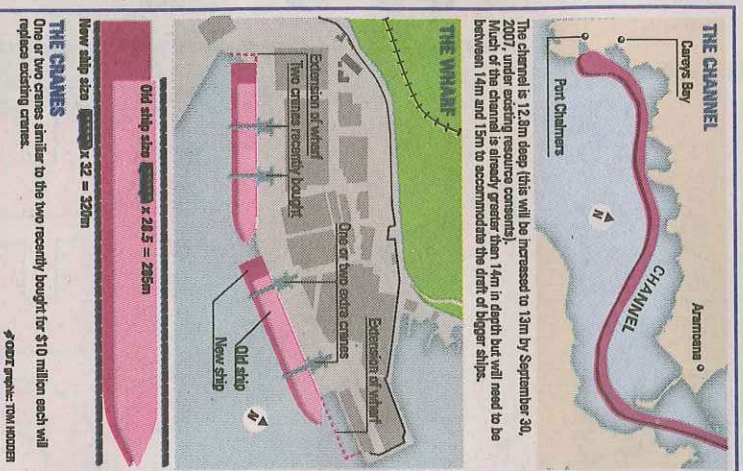 THE CHANNEL
Careys Bay
Port Chalmers
Aramoana
CHANNEL
N
The channel is 12.8m deep (this will be increased to 13m by September 30,
2007, under existing resource consents).
Much of the channel is already greater than 14m in depth but will need to be
between 14m and 15m to accommodate the draft of bigger ships.
THE WHARF
Extension of wharf
Two cranes recently bought
One or two extra cranes
Extension of wharf
Old ship
New ship
N
Old ship size x 28.5 = 285m
New ship size x 32 = 320m
THE CRANES
One or two cranes similar to the two recently bought for $10 million each will
replace existing cranes.
ODT graphic: TOM HODDER